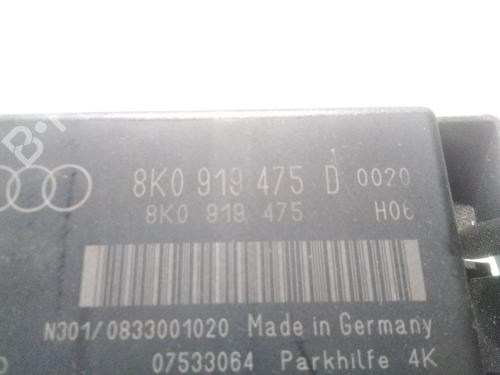 8K0 919 475 D 0020
8K0 919 475 H06
N301/0833001020 Made in Germany
07533064 Parkhilfe 4K